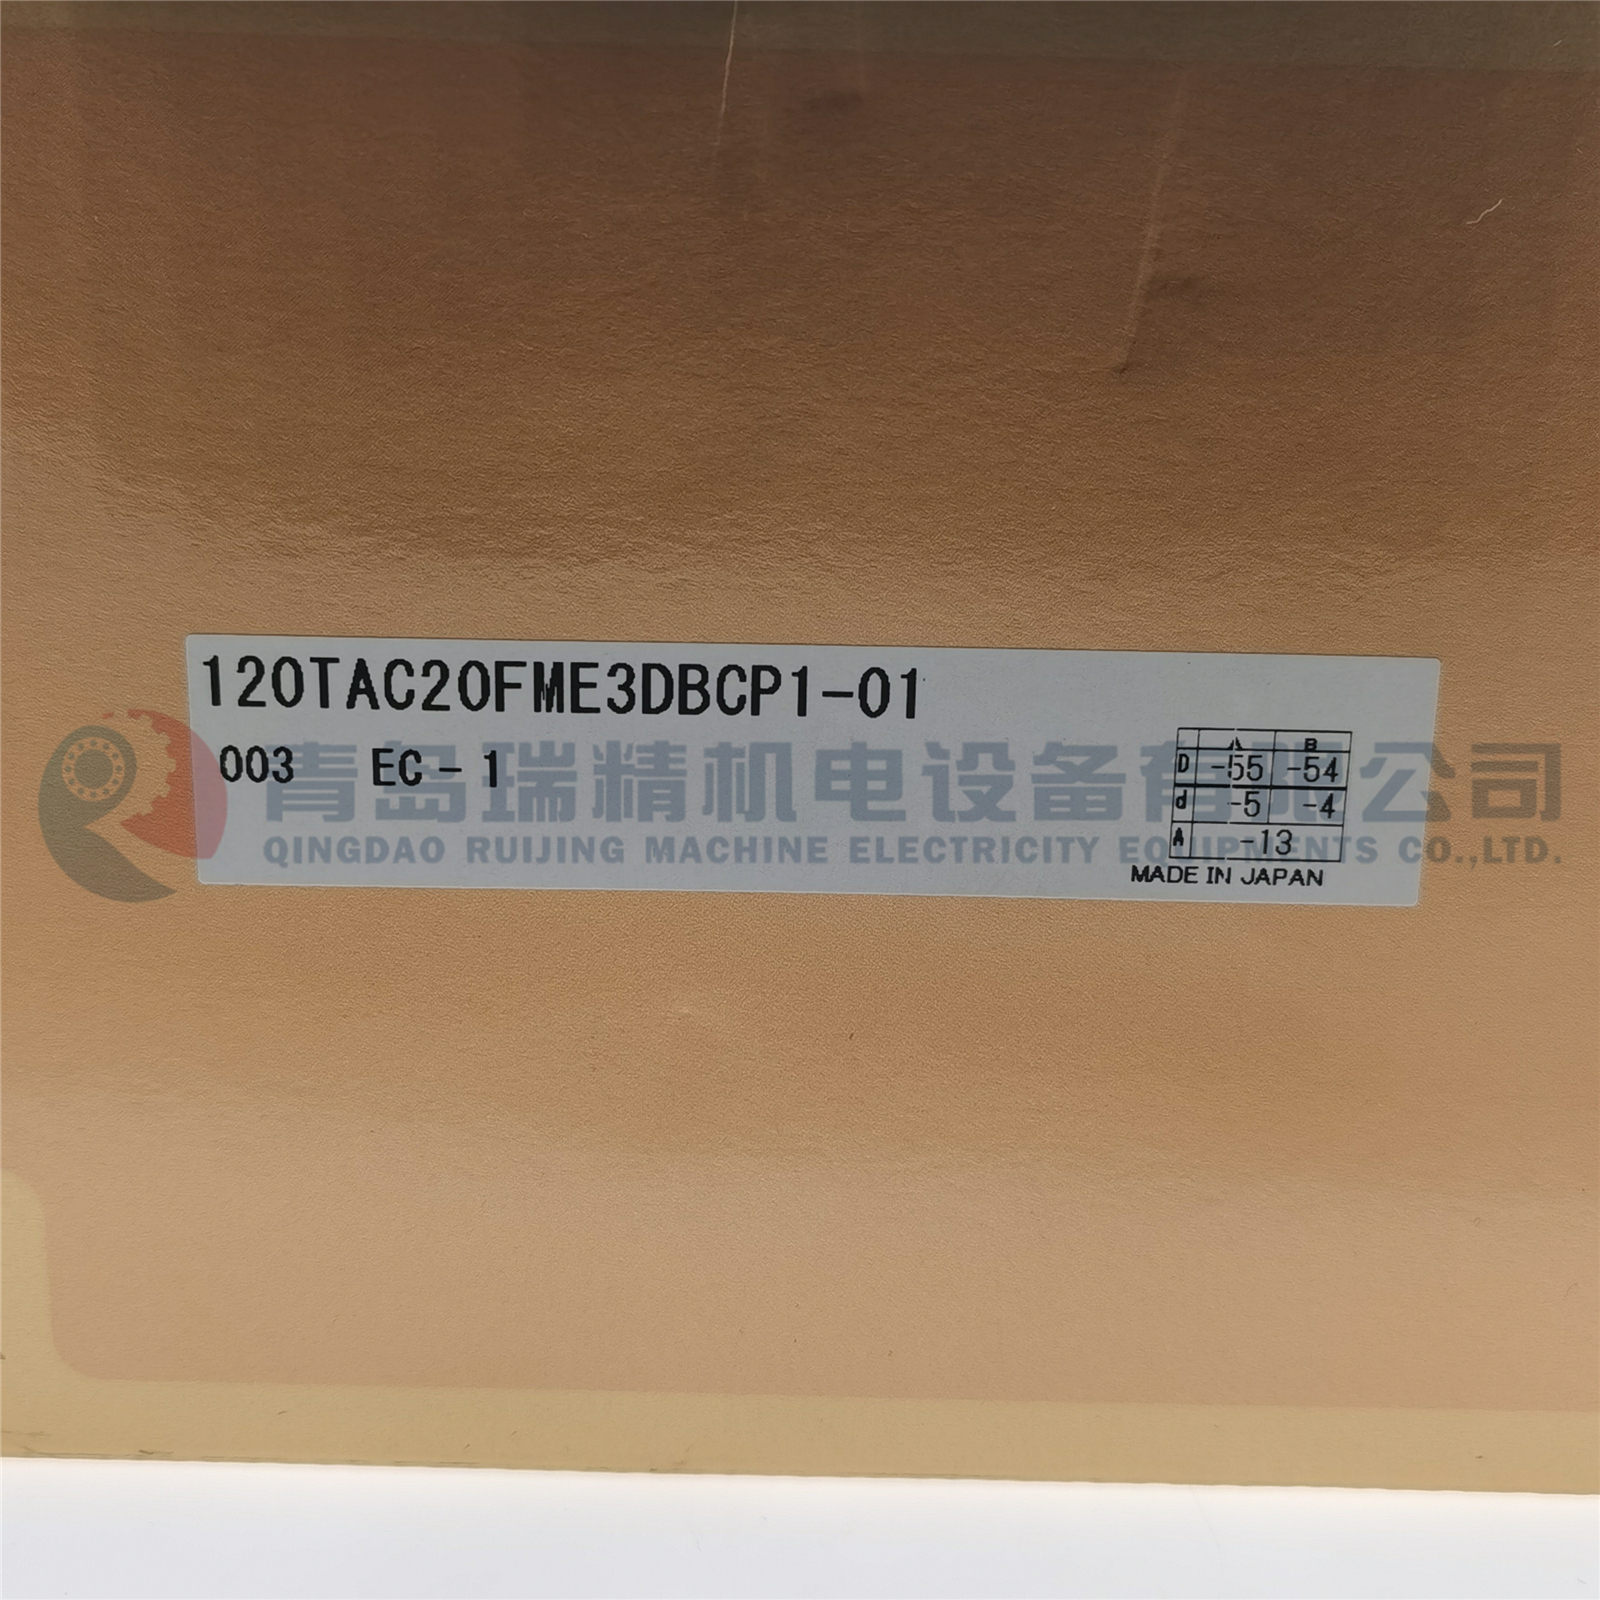 120TAC20FME3DBCP1-01
003 EC-1
青岛瑞精机电设备有限公司
QINGDAO RUIJING MACHINE ELECTRICITY EQUIPMENTS CO.,LTD.
A B
D -55 -54
d -5 -4
A -13
MADE IN JAPAN